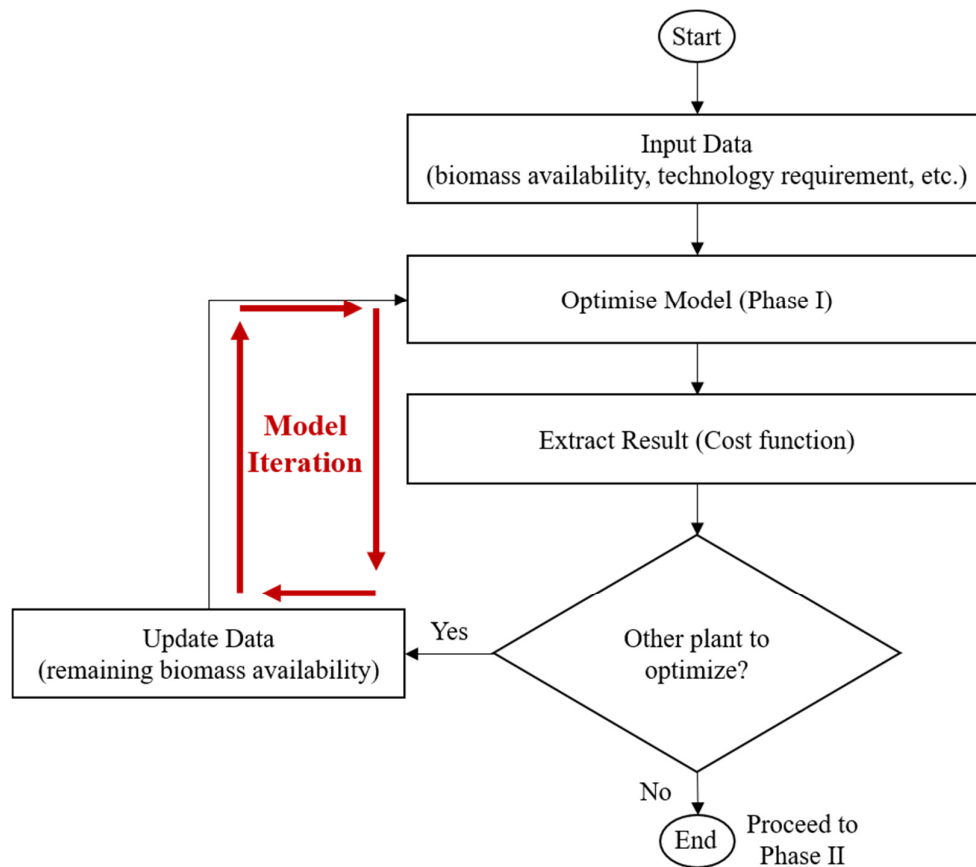 Start
Input Data
(biomass availability, technology requirement, etc.)
Optimise Model (Phase I)
Extract Result (Cost function)
Model
Iteration
Update Data
(remaining biomass availability)
Yes
Other plant to
optimize?
No
End
Proceed to
Phase II